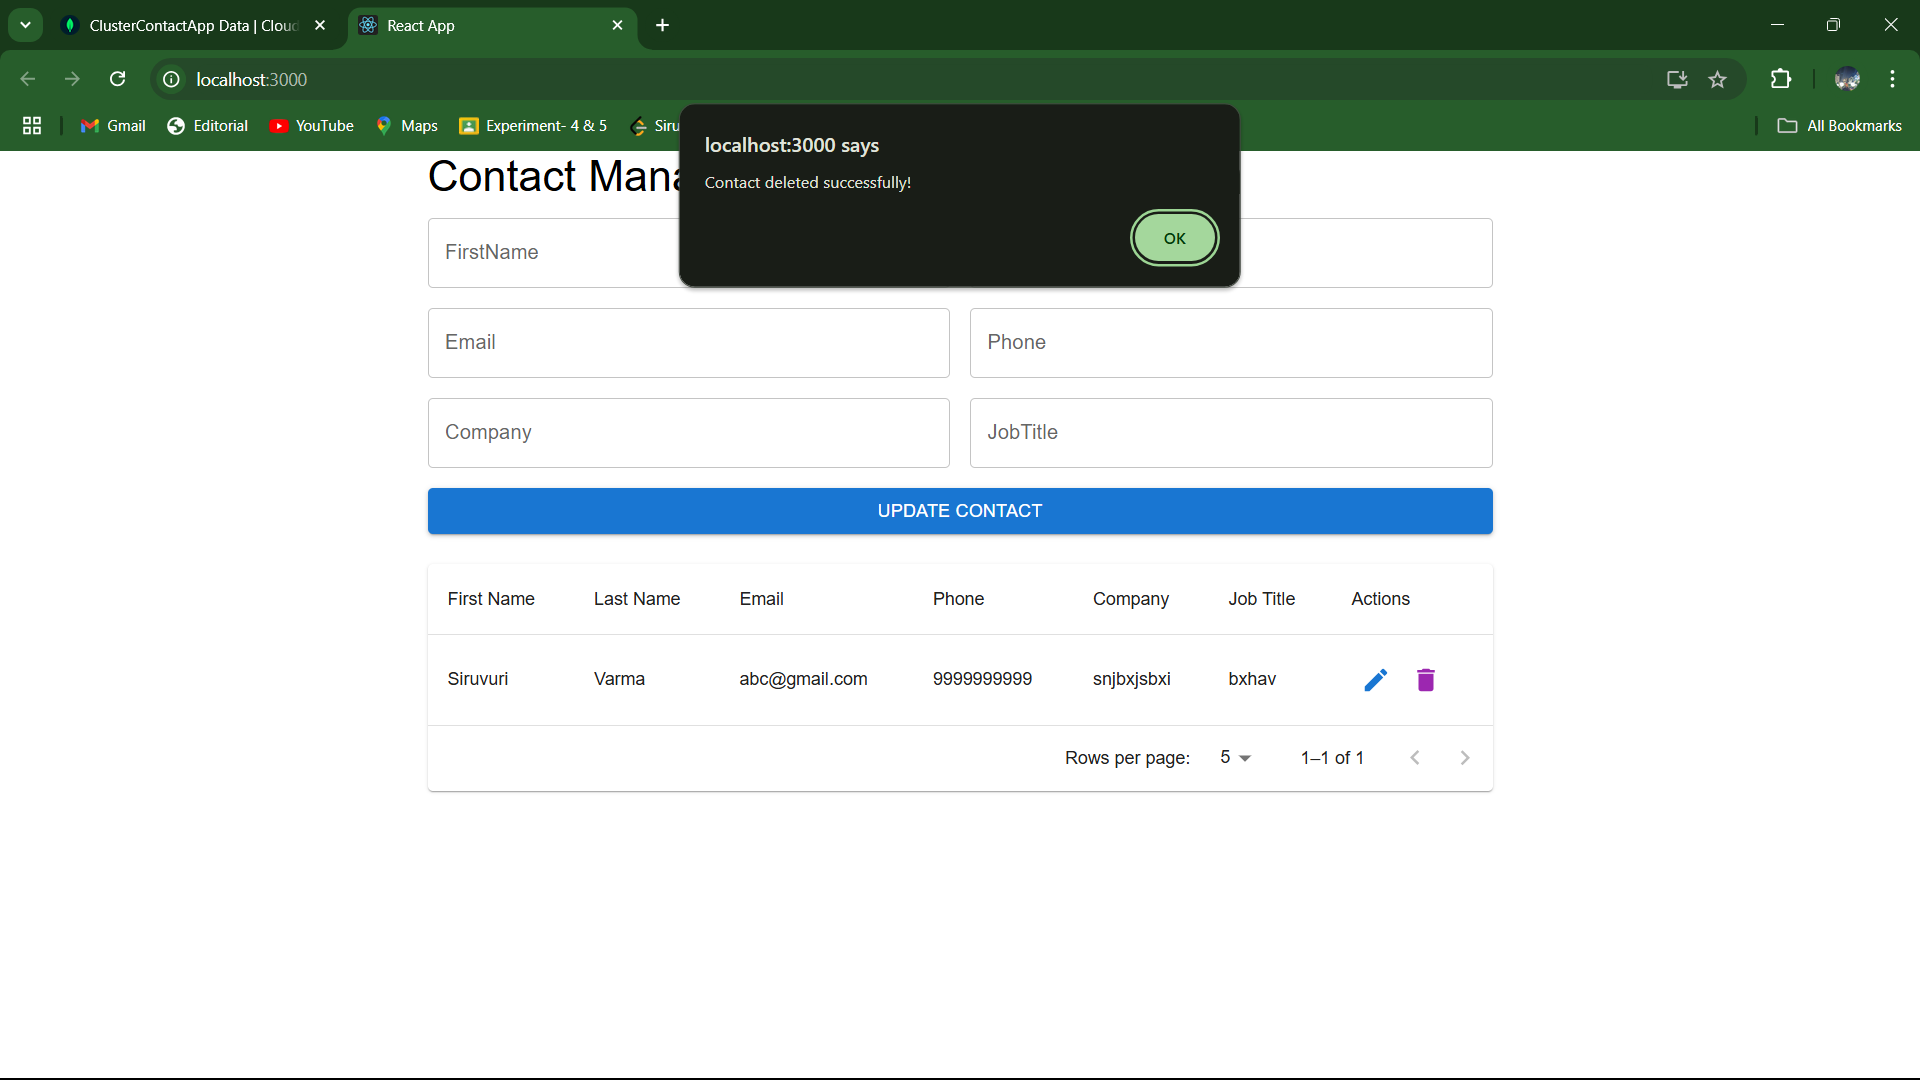 ClusterContactApp Data | Cloud
React App
localhost:3000
Gmail
Editorial
YouTube
Maps
Experiment- 4 & 5
Siru
All Bookmarks
localhost:3000 says
Contact deleted successfully!
OK
Contact Mana
FirstName
Email
Phone
Company
JobTitle
UPDATE CONTACT
First Name Last Name Email Phone Company Job Title Actions
Siruvuri Varma abc@gmail.com 9999999999 snjbxjsbxi bxhav
Rows per page: 5 1–1 of 1